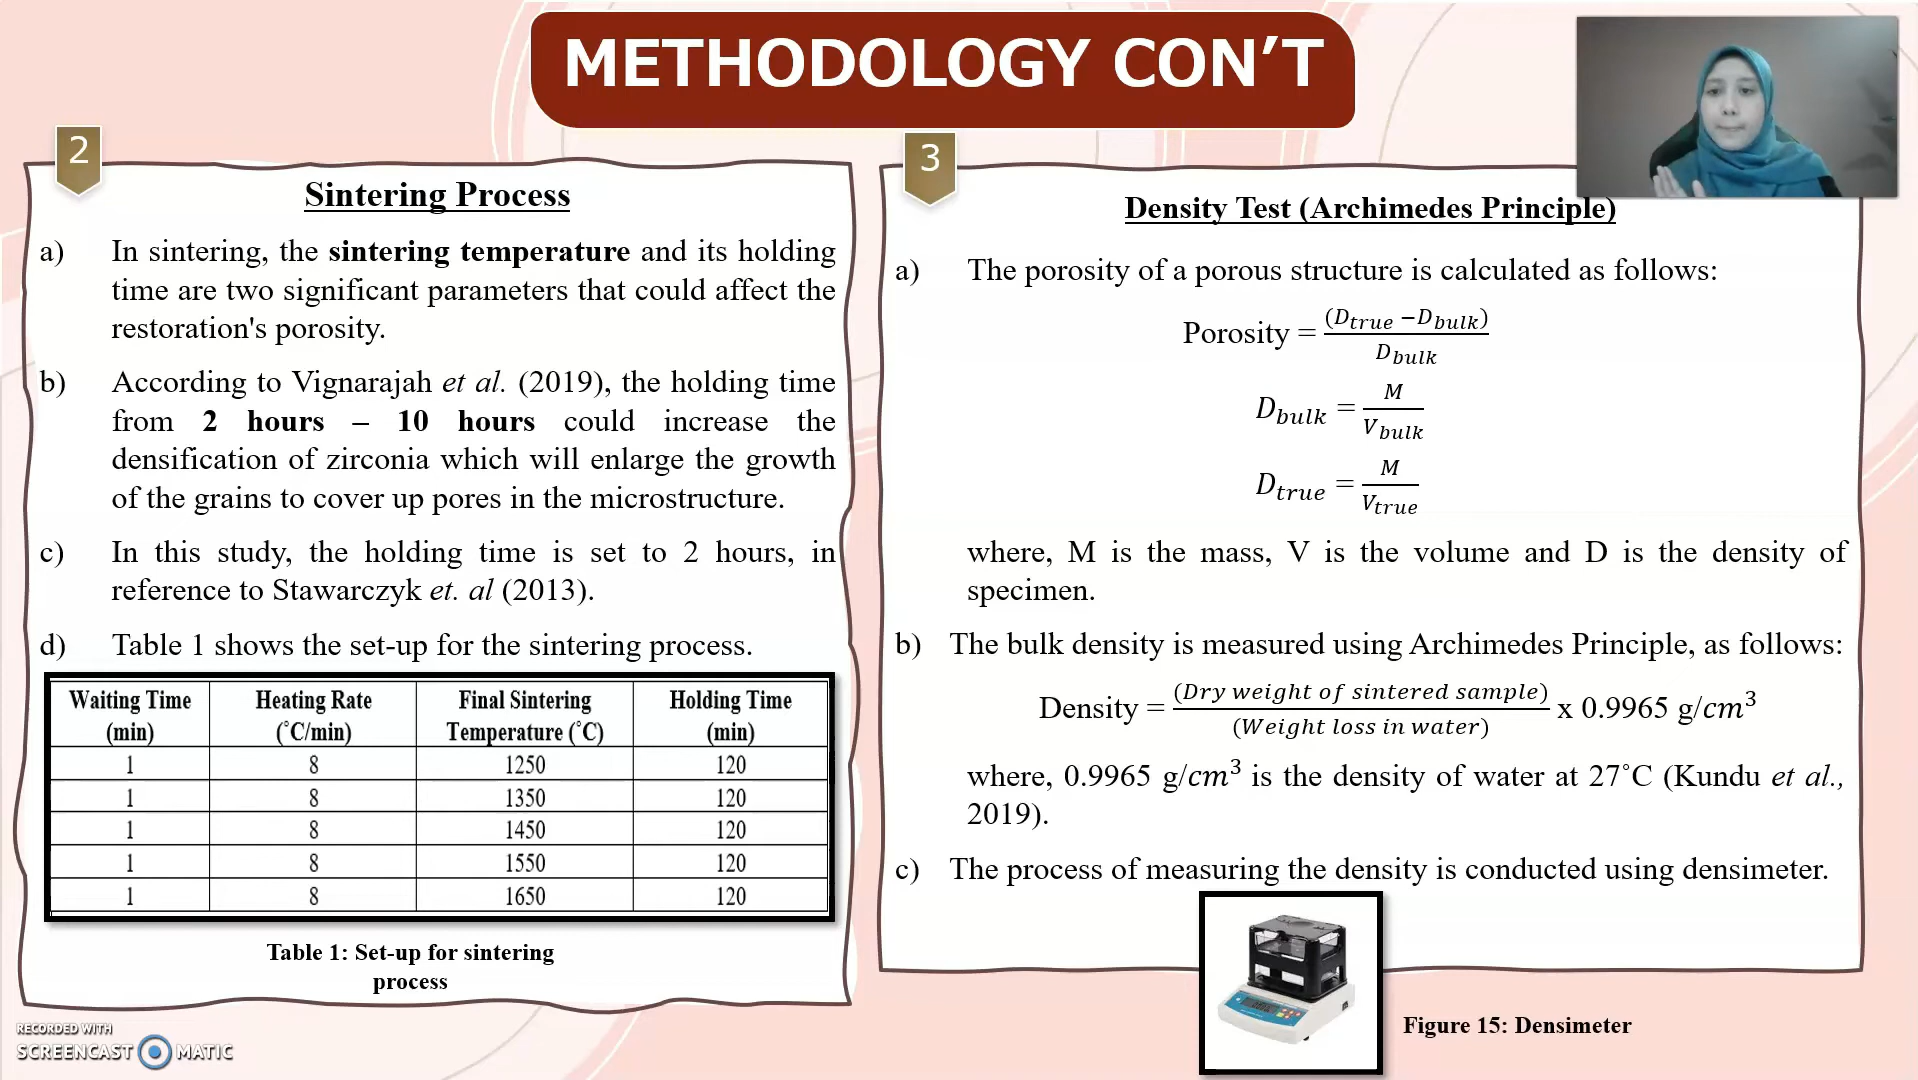 METHODOLOGY CON’T
2
Sintering Process
a) In sintering, the sintering temperature and its holding
time are two significant parameters that could affect the
restoration's porosity.
b) According to Vignarajah et al. (2019), the holding time
from 2 hours – 10 hours could increase the
densification of zirconia which will enlarge the growth
of the grains to cover up pores in the microstructure.
c) In this study, the holding time is set to 2 hours, in
reference to Stawarczyk et. al (2013).
d) Table 1 shows the set-up for the sintering process.
Waiting Time (min) Heating Rate (˚C/min) Final Sintering Temperature (˚C) Holding Time (min)
1 8 1250 120
1 8 1350 120
1 8 1450 120
1 8 1550 120
1 8 1650 120
Table 1: Set-up for sintering
process
3
Density Test (Archimedes Principle)
a) The porosity of a porous structure is calculated as follows:
Porosity = (D_true − D_bulk) / D_bulk
D_bulk = M / V_bulk
D_true = M / V_true
where, M is the mass, V is the volume and D is the density of
specimen.
b) The bulk density is measured using Archimedes Principle, as follows:
Density = (Dry weight of sintered sample) / (Weight loss in water) x 0.9965 g/cm³
where, 0.9965 g/cm³ is the density of water at 27˚C (Kundu et al.,
2019).
c) The process of measuring the density is conducted using densimeter.
Figure 15: Densimeter
RECORDED WITH
SCREENCAST MATIC